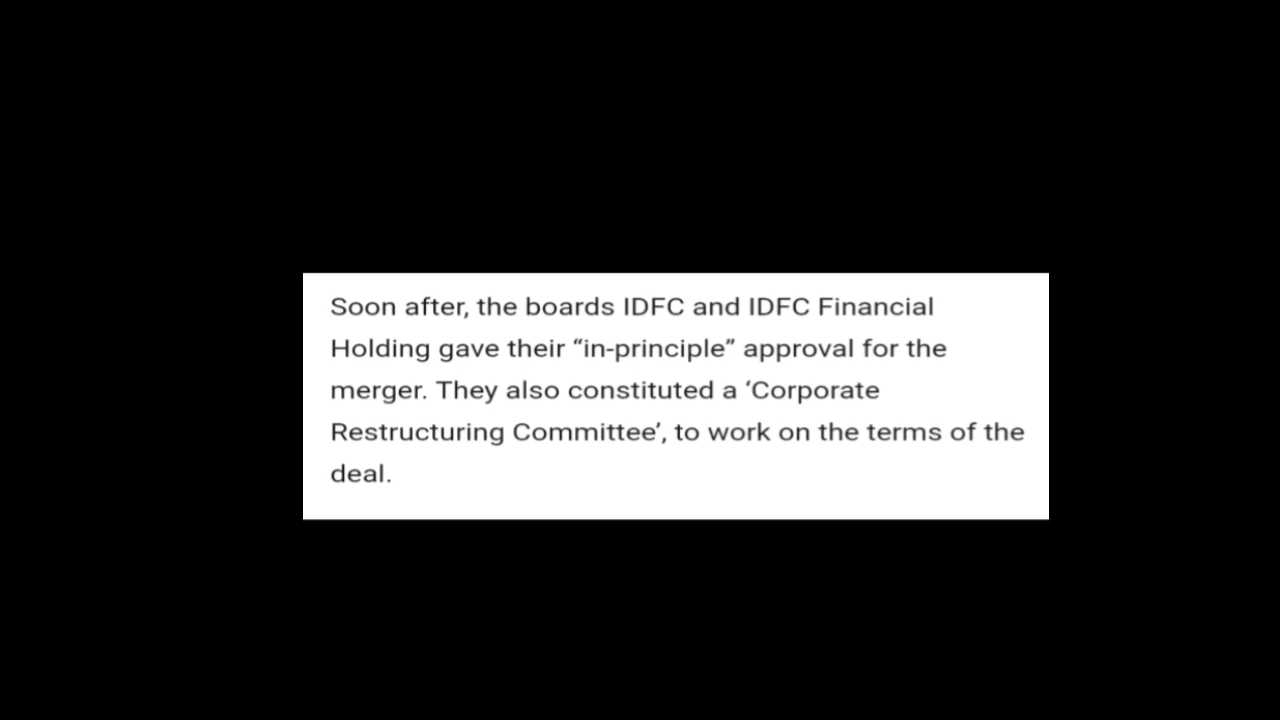 Soon after, the boards IDFC and IDFC Financial
Holding gave their “in-principle” approval for the
merger. They also constituted a ‘Corporate
Restructuring Committee’, to work on the terms of the
deal.